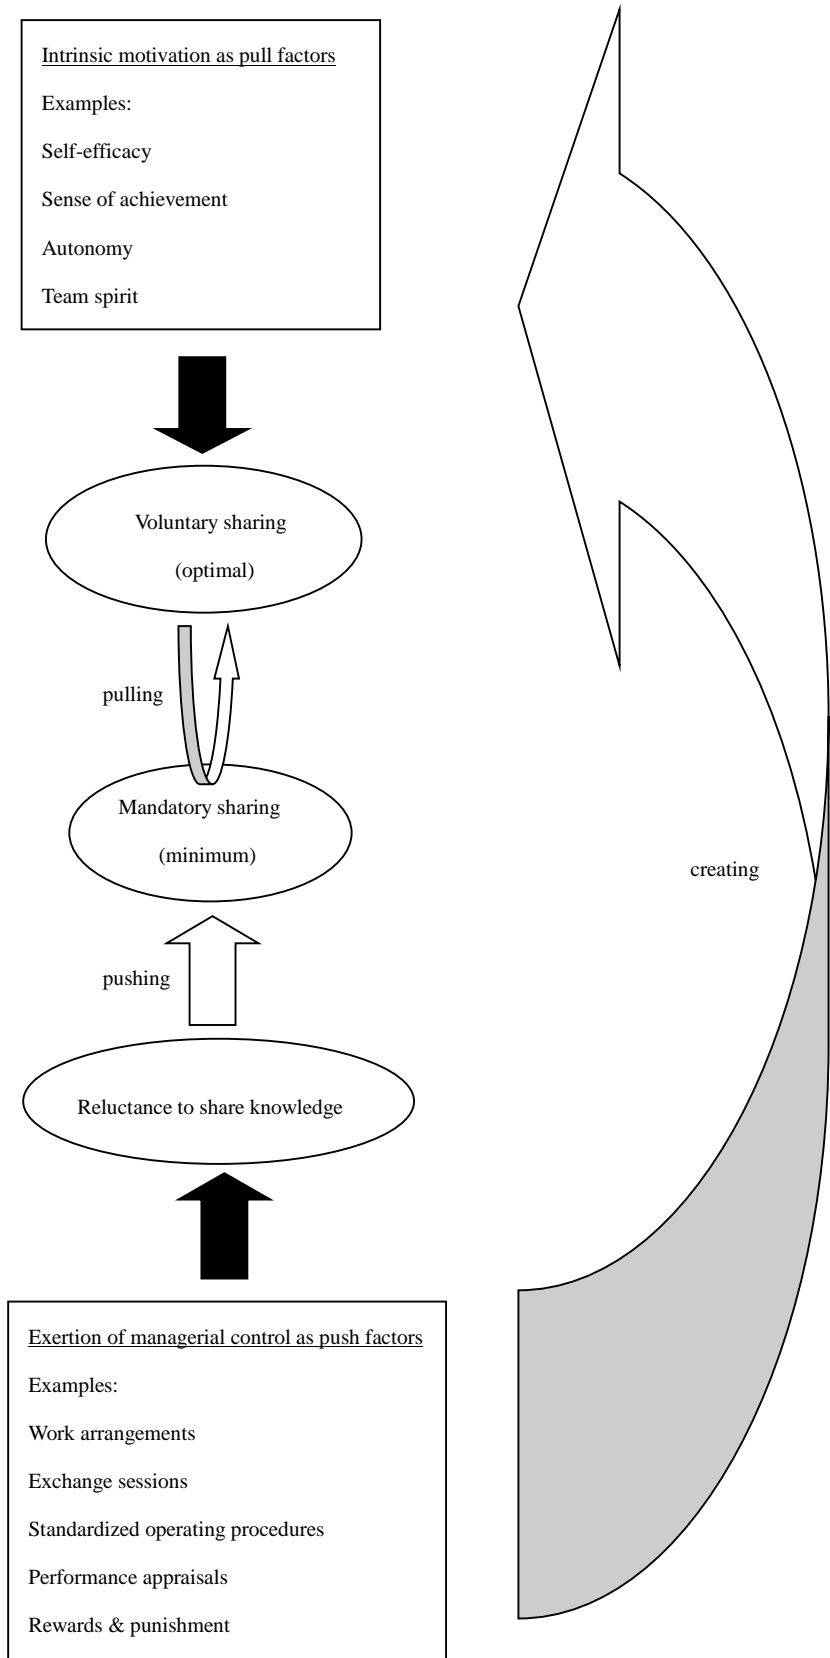 Intrinsic motivation as pull factors
Examples:
Self-efficacy
Sense of achievement
Autonomy
Team spirit
Voluntary sharing
(optimal)
pulling
Mandatory sharing
(minimum)
creating
pushing
Reluctance to share knowledge
Exertion of managerial control as push factors
Examples:
Work arrangements
Exchange sessions
Standardized operating procedures
Performance appraisals
Rewards & punishment